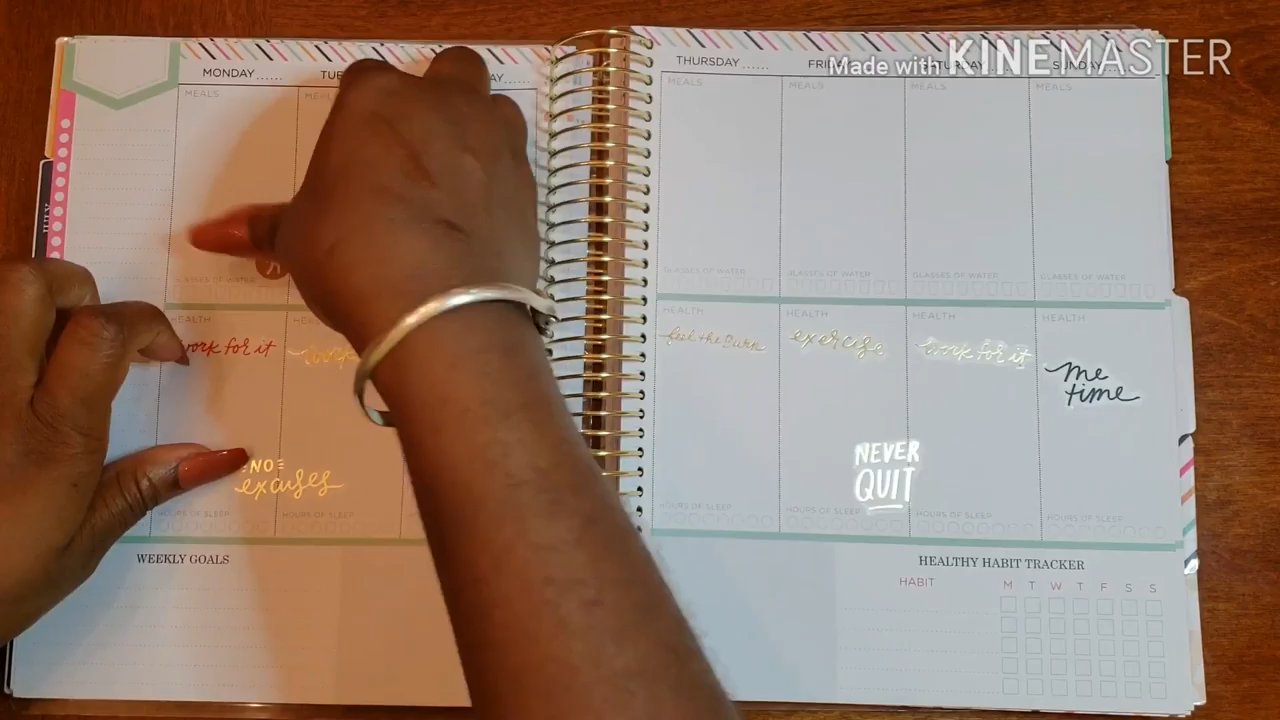 Made with KINEMASTER
MONDAY ......
THURSDAY ......
MEALS
MEALS
MEALS
MEALS
MEALS
JULY
GLASSES OF WATER
GLASSES OF WATER
GLASSES OF WATER
GLASSES OF WATER
GLASSES OF WATER
HEALTH
HEALTH
HEALTH
HEALTH
HEALTH
work for it
work
feel the burn
exercise
work for it
me
time
NO
excuses
NEVER
QUIT
HOURS OF SLEEP
HOURS OF SLEEP
HOURS OF SLEEP
HOURS OF SLEEP
HOURS OF SLEEP
HOURS OF SLEEP
WEEKLY GOALS
HEALTHY HABIT TRACKER
HABIT M T W T F S S